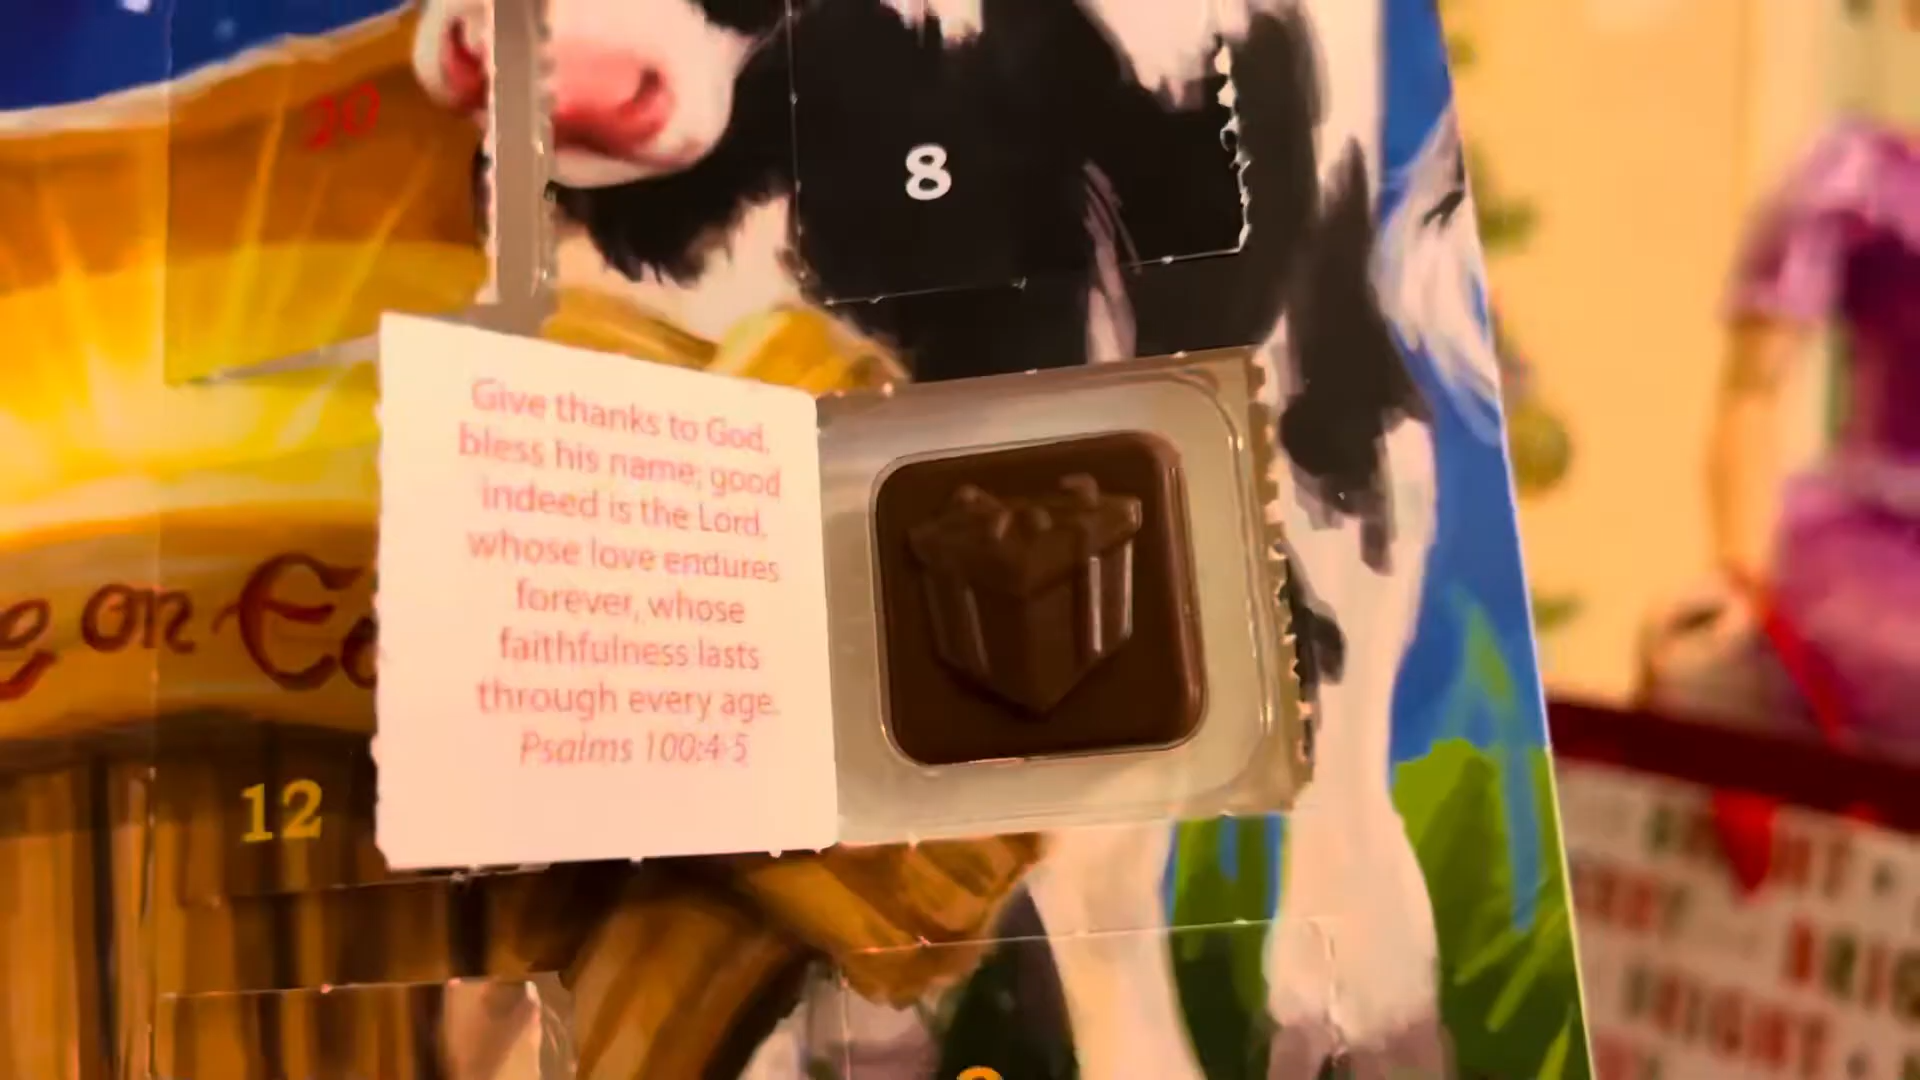 20
8
Give thanks to God,
bless his name; good
indeed is the Lord,
whose love endures
forever, whose
faithfulness lasts
through every age.
Psalms 100:4-5
e on Ea
12